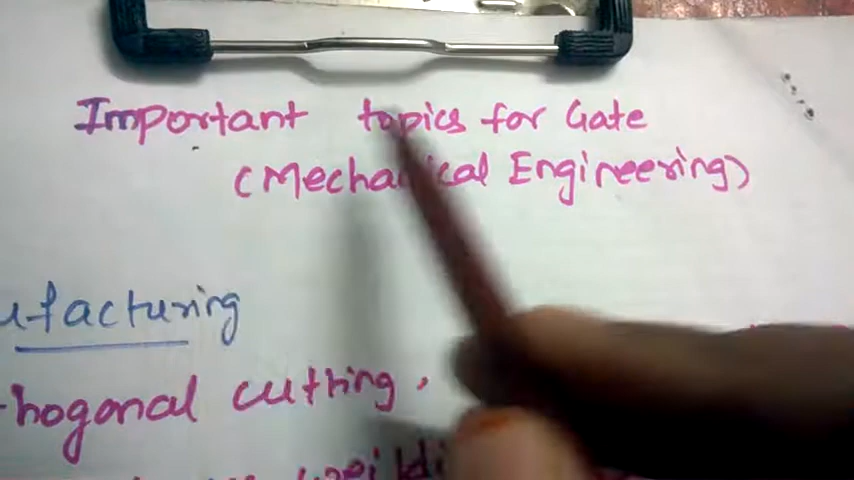 Important topics for Gate
(Mechanical Engineering)
ufacturing
hogonal cutting.